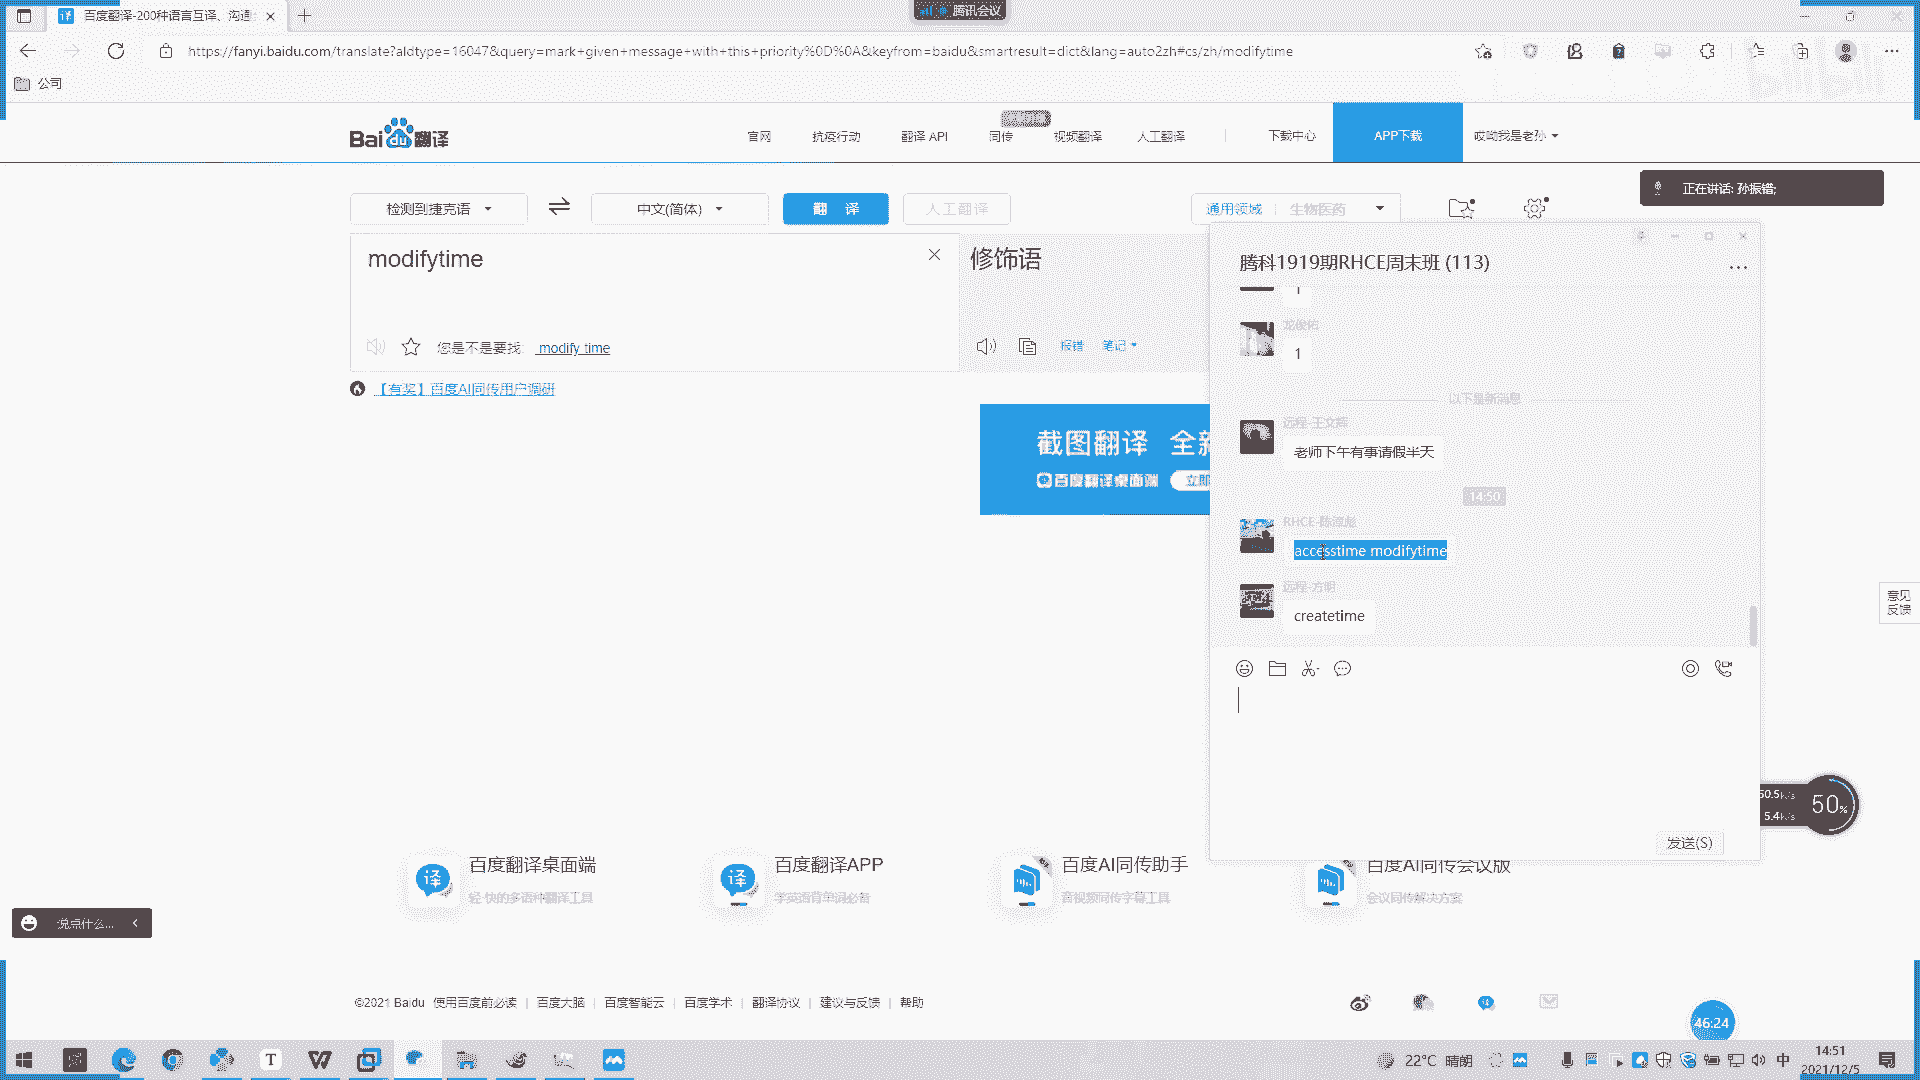 百度翻译-200种语言互译、沟通
腾讯会议
https://fanyi.baidu.com/translate?aldtype=16047&query=mark+given+message+with+this+priority%0D%0A&keyfrom=baidu&smartresult=dict&lang=auto2zh#cs/zh/modifytime
公司
Bai du 翻译
官网
抗疫行动
翻译 API
同传
视频翻译
人工翻译
下载中心
APP下载
哎呦我是老孙
正在讲话: 孙振错;
检测到捷克语
中文(简体)
翻 译
人工翻译
通用领域
生物医药
modifytime
修饰语
您是不是要找: modify time
报错
笔记
【有奖】百度AI同传用户调研
截图翻译 全新
百度翻译桌面端
立即
腾科1919期RHCE周末班 (113)
1
1
以下是新消息
远程-王文辉
老师下午有事请假半天
14:50
accesstime modifytime
远程-方明
createtime
发送(S)
意见
反馈
50.5k/s
5.4k/s
50%
百度翻译桌面端
轻·快的多语种翻译工具
百度翻译APP
学英语背单词必备
百度AI同传助手
音视频同传字幕工具
百度AI同传会议版
会议同传解决方案
说点什么...
©2021 Baidu 使用百度前必读 | 百度大脑 | 百度智能云 | 百度学术 | 翻译协议 | 建议与反馈 | 帮助
46:24
22°C 晴朗
中
14:51
2021/12/5